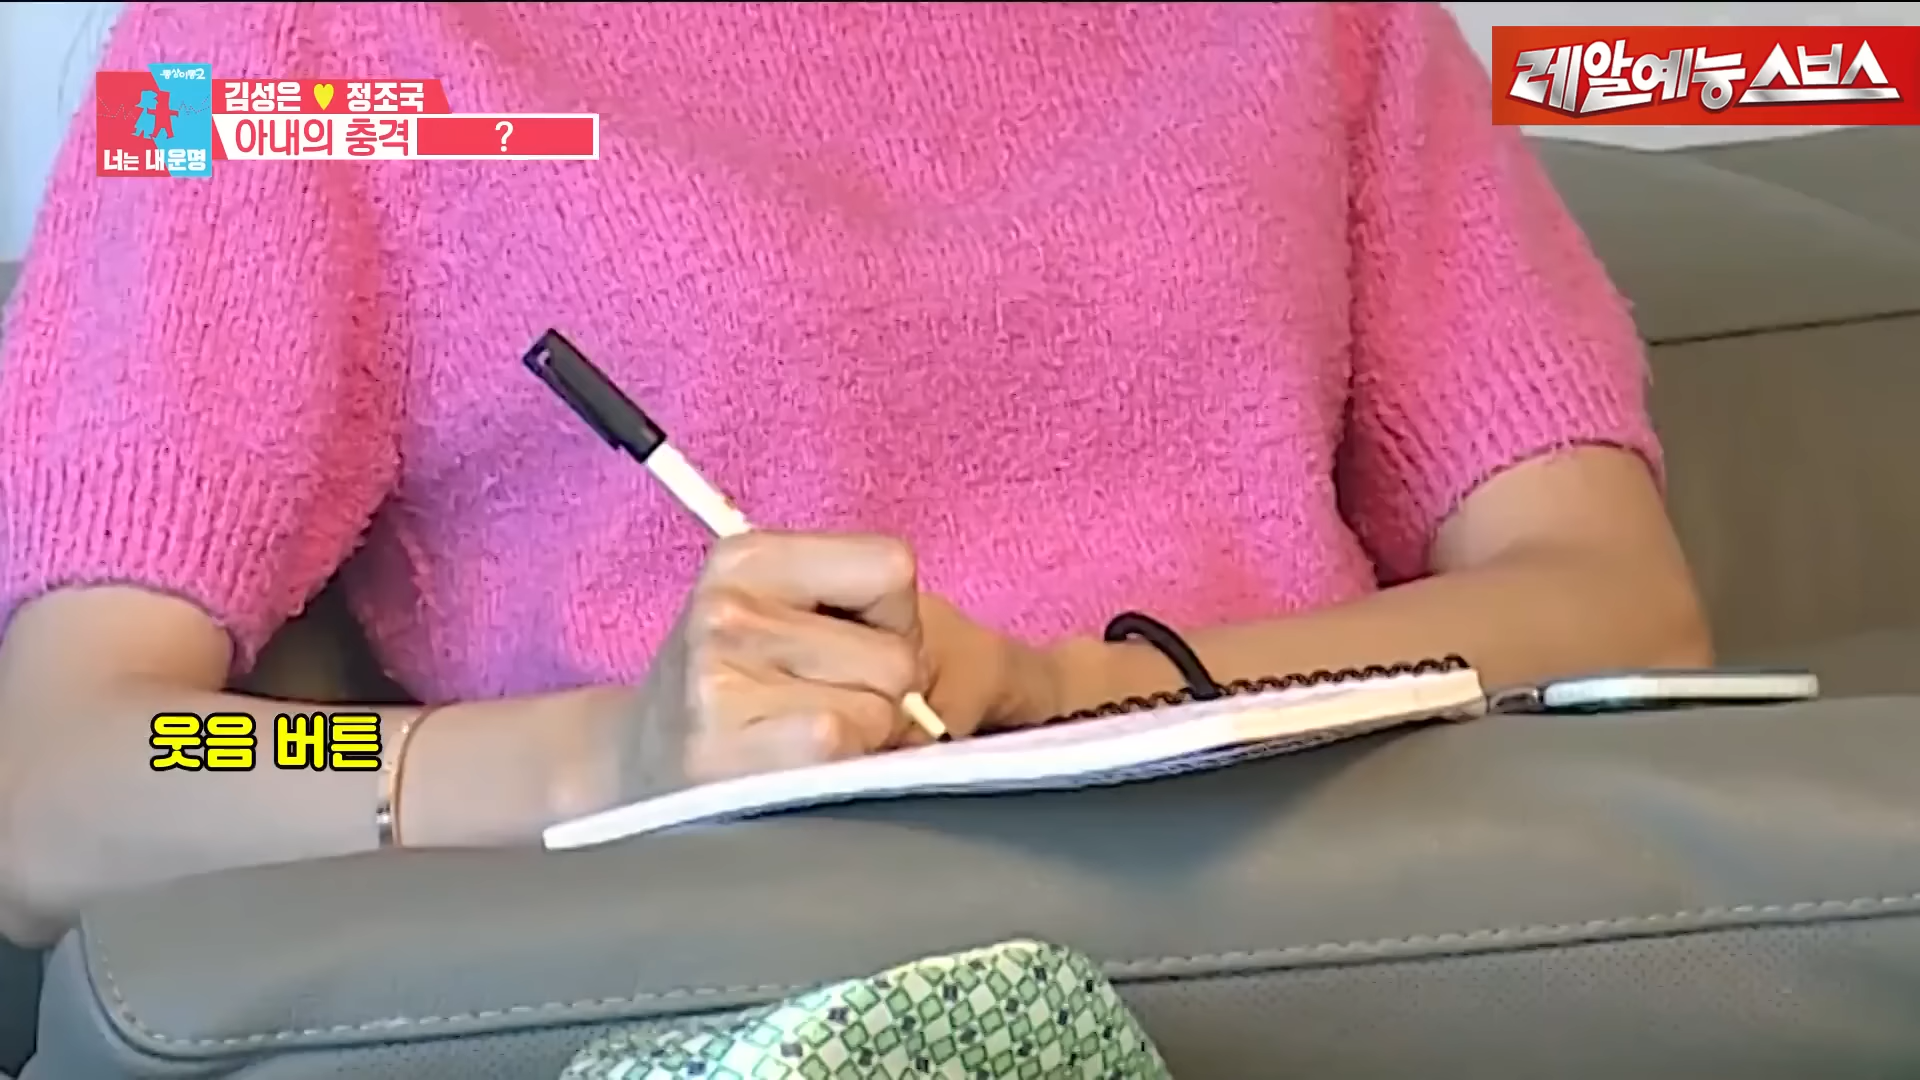 동상이몽2
너는 내 운명
김성은 ♥ 정조국
아내의 충격 ?
레알예능 스브스
웃음 버튼